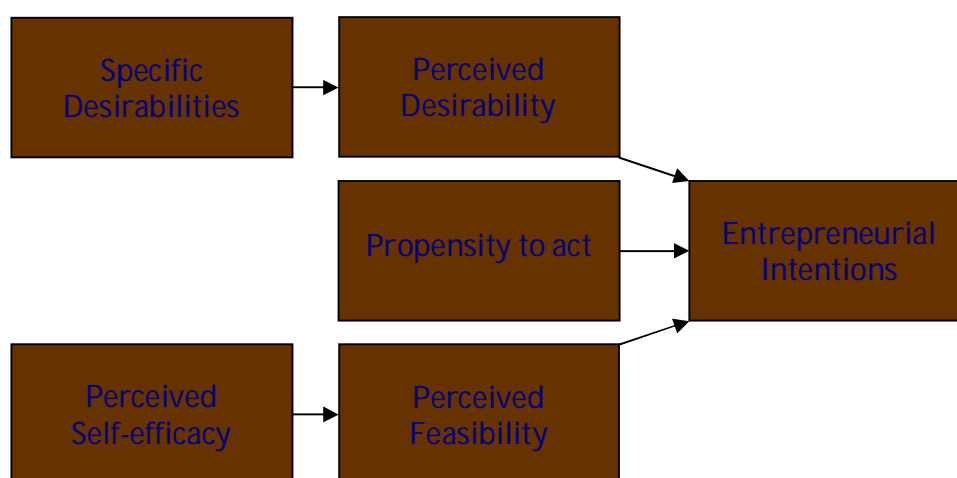 Specific
Desirabilities
Perceived
Desirability
Propensity to act
Entrepreneurial
Intentions
Perceived
Self-efficacy
Perceived
Feasibility